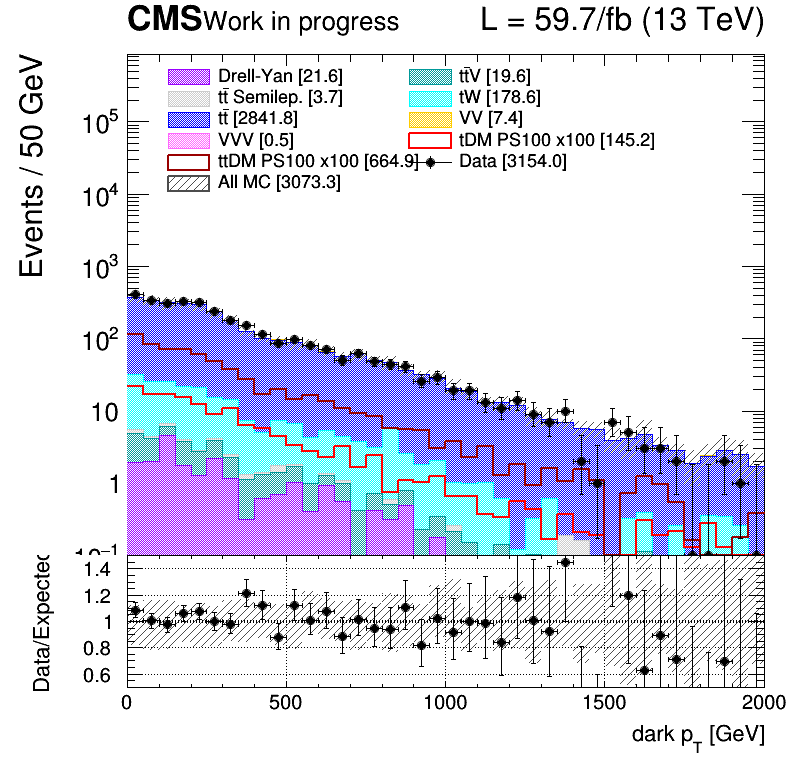 CMS Work in progress L = 59.7/fb (13 TeV)
Events / 50 GeV
Drell-Yan [21.6] tt̄V [19.6]
tt̄ Semilep. [3.7] tW [178.6]
tt̄ [2841.8] VV [7.4]
VVV [0.5] tDM PS100 x100 [145.2]
ttDM PS100 x100 [664.9] Data [3154.0]
All MC [3073.3]
10⁵
10⁴
10³
10²
10
1
10⁻¹
Data/Expected
1.4
1.2
1
0.8
0.6
0 500 1000 1500 2000
dark p_T [GeV]